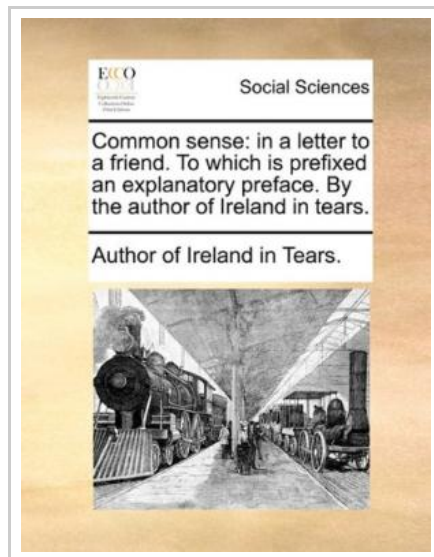 ECCO
Social Sciences
Common sense: in a letter to
a friend. To which is prefixed
an explanatory preface. By
the author of Ireland in tears.
Author of Ireland in Tears.